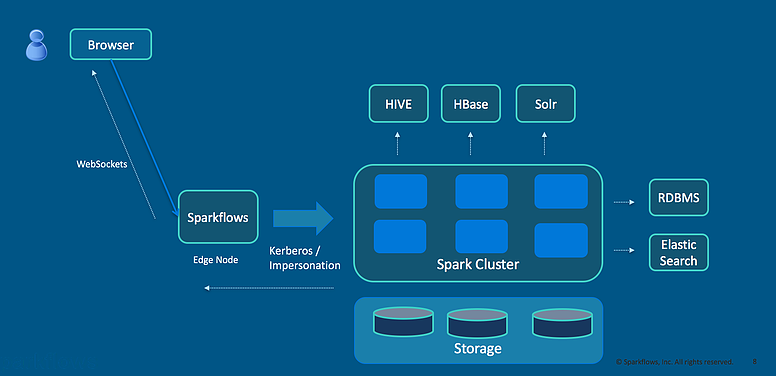 Browser
HIVE
HBase
Solr
WebSockets
Sparkflows
RDBMS
Kerberos /
Impersonation
Edge Node
Elastic
Search
Spark Cluster
Storage
© Sparkflows, Inc. All rights reserved.